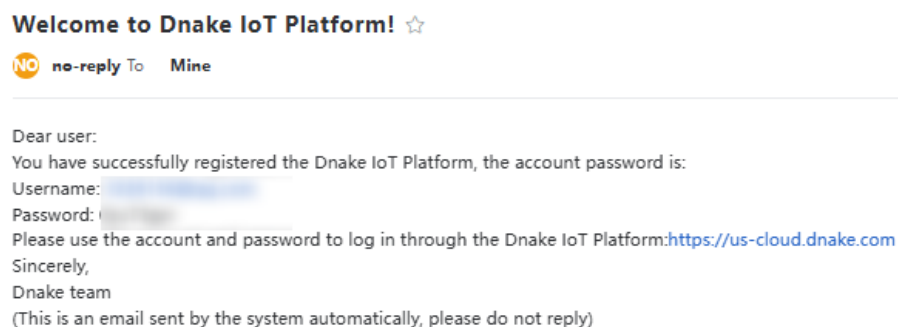 Welcome to Dnake IoT Platform!
NO no-reply To Mine
Dear user:
You have successfully registered the Dnake IoT Platform, the account password is:
Username:
Password:
Please use the account and password to log in through the Dnake IoT Platform:https://us-cloud.dnake.com
Sincerely,
Dnake team
(This is an email sent by the system automatically, please do not reply)